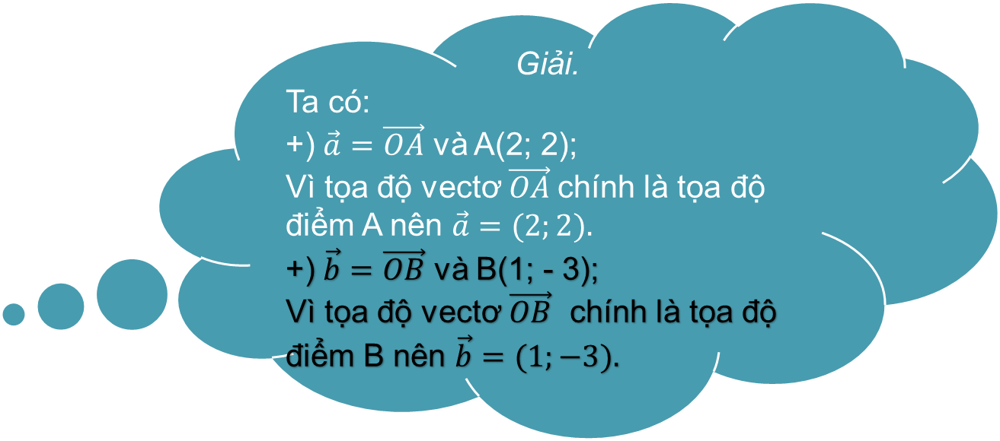 Giải.
Ta có:
+) $\vec{a} = \overrightarrow{OA}$ và A(2; 2);
Vì tọa độ vectơ $\overrightarrow{OA}$ chính là tọa độ
điểm A nên $\vec{a} = (2; 2)$.
+) $\vec{b} = \overrightarrow{OB}$ và B(1; - 3);
Vì tọa độ vectơ $\overrightarrow{OB}$ chính là tọa độ
điểm B nên $\vec{b} = (1; -3)$.